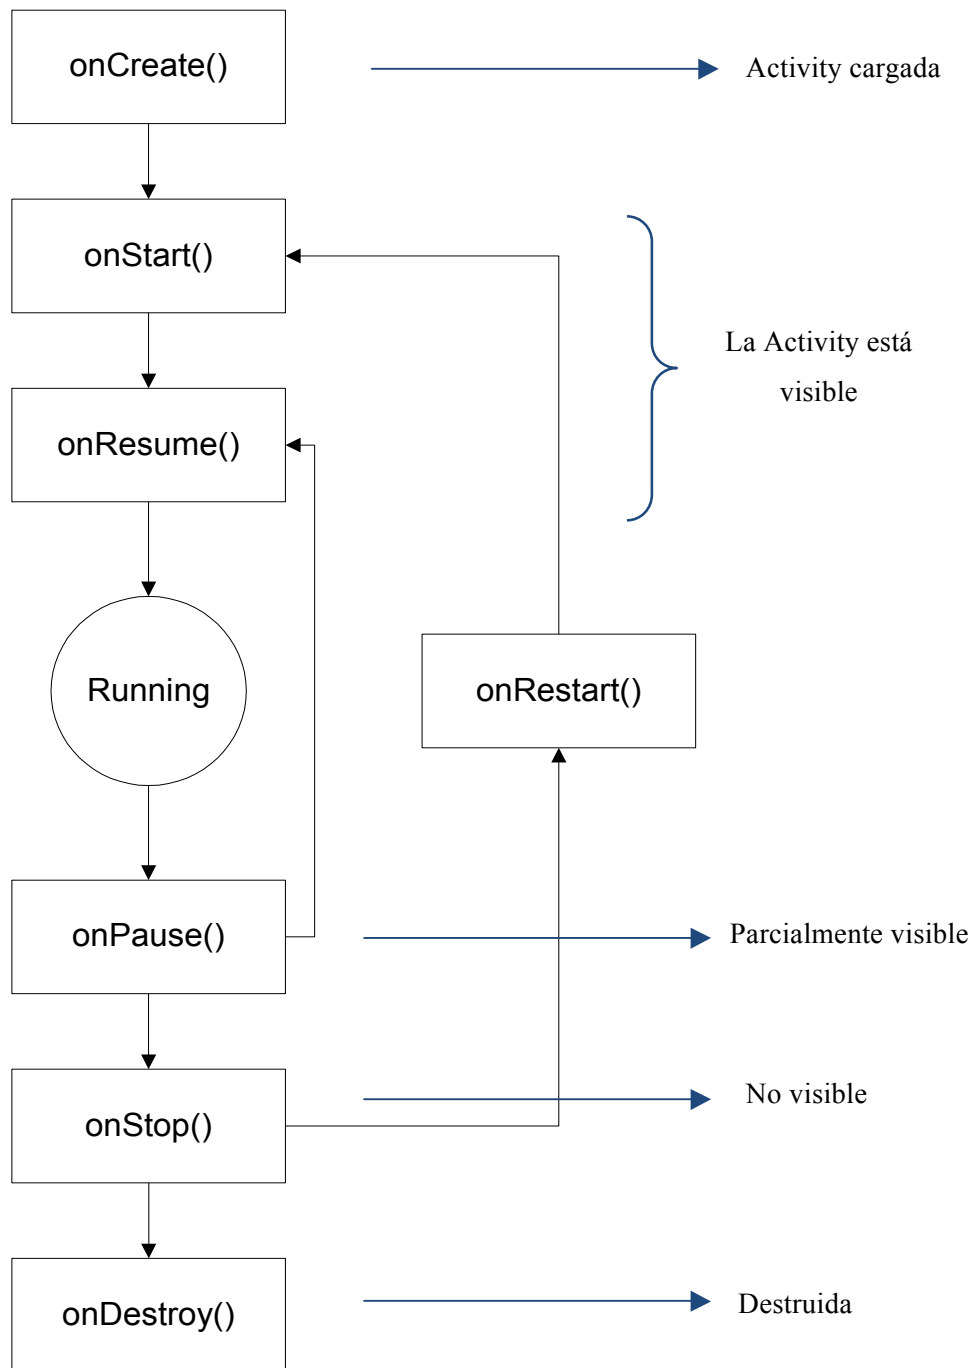 onCreate()
Activity cargada
onStart()
La Activity está
visible
onResume()
Running
onRestart()
onPause()
Parcialmente visible
onStop()
No visible
onDestroy()
Destruida